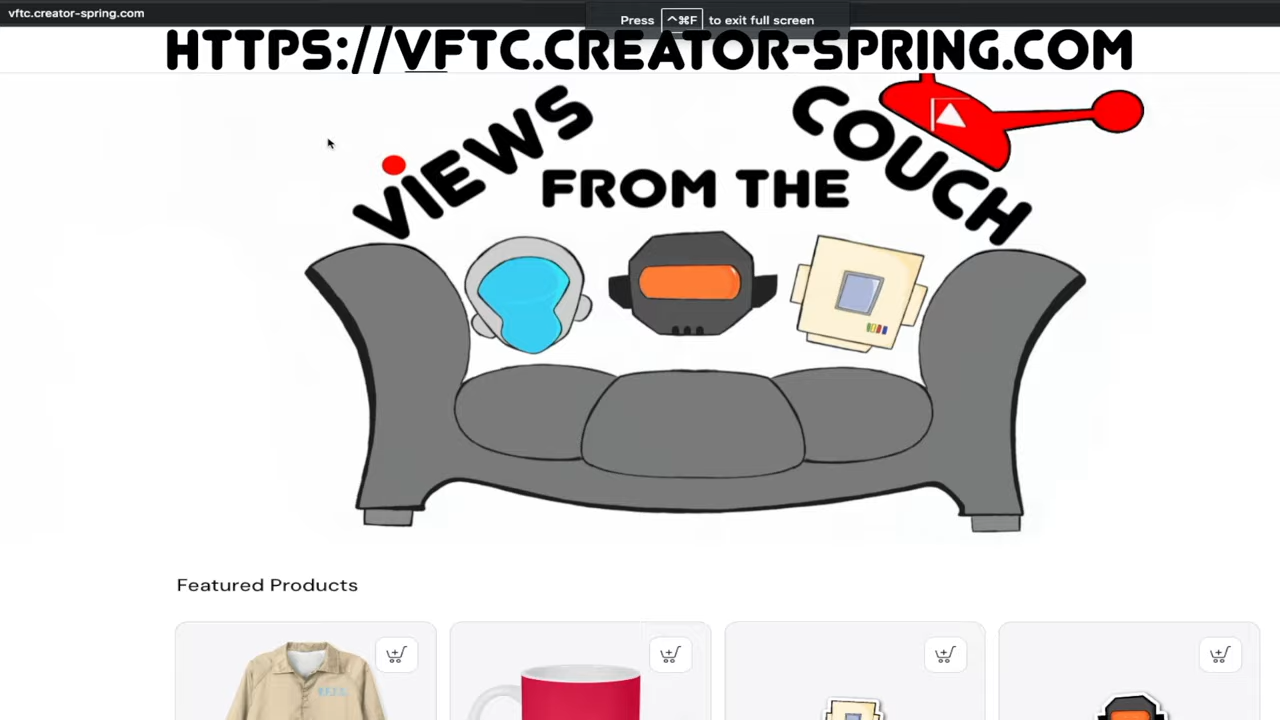 vftc.creator-spring.com
Press ^⌘F to exit full screen
HTTPS://VFTC.CREATOR-SPRING.COM
VIEWS
FROM THE
COUCH
Featured Products
V.F.T.C.